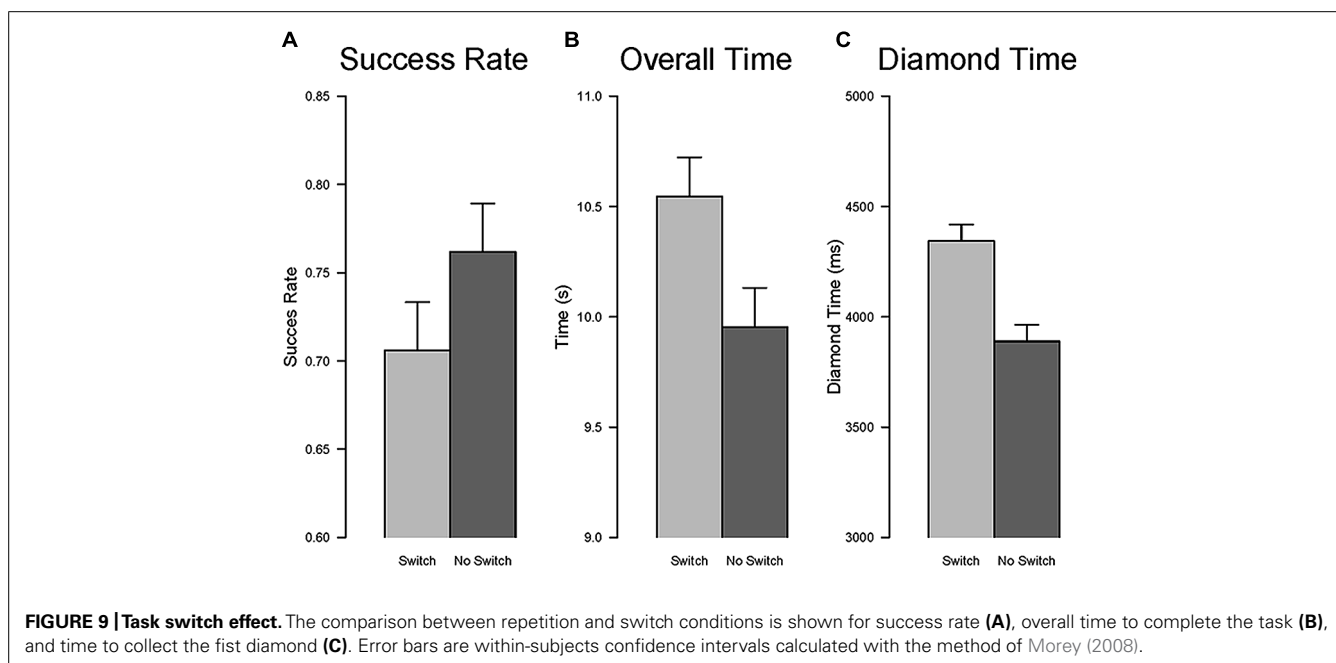 A
Success Rate
0.85
0.80
0.75
0.70
0.65
0.60
Succes Rate
Switch
No Switch
B
Overall Time
11.0
10.5
10.0
9.5
9.0
Time (s)
Switch
No Switch
C
Diamond Time
5000
4500
4000
3500
3000
Diamond Time (ms)
Switch
No Switch
FIGURE 9 | Task switch effect. The comparison between repetition and switch conditions is shown for success rate (A), overall time to complete the task (B),
and time to collect the fist diamond (C). Error bars are within-subjects confidence intervals calculated with the method of Morey (2008).